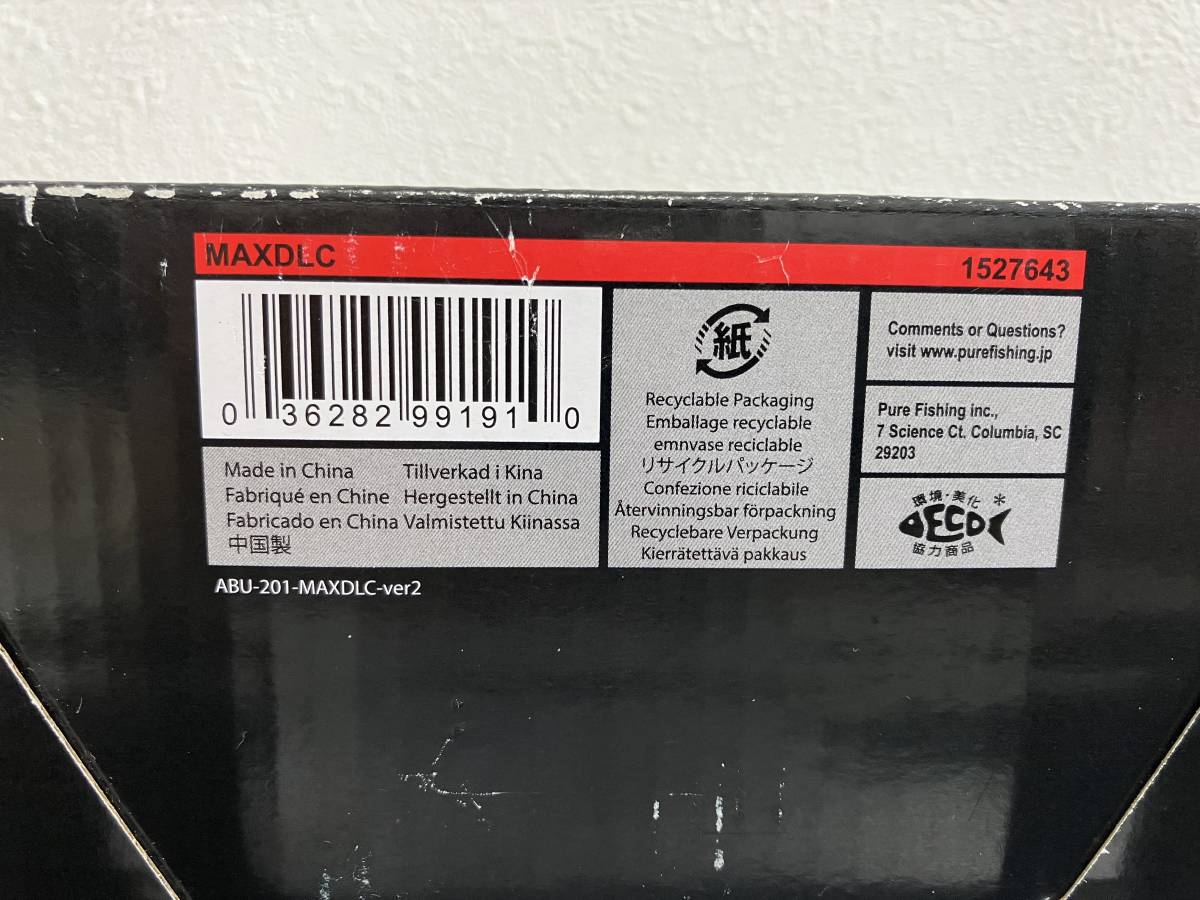 MAXDLC
1527643
0 36282 99191 0
Made in China
Fabriqué en Chine
Fabricado en China
中国製
Tillverkad i Kina
Hergestellt in China
Valmistettu Kiinassa
紙
Recyclable Packaging
Emballage recyclable
emnvase reciclable
リサイクルパッケージ
Confezione riciclabile
Återvinningsbar förpackning
Recyclebare Verpackung
Kierrätettävä pakkaus
Comments or Questions?
visit www.purefishing.jp
Pure Fishing inc.,
7 Science Ct. Columbia, SC
29203
環境・美化
ECO
協力商品
ABU-201-MAXDLC-ver2